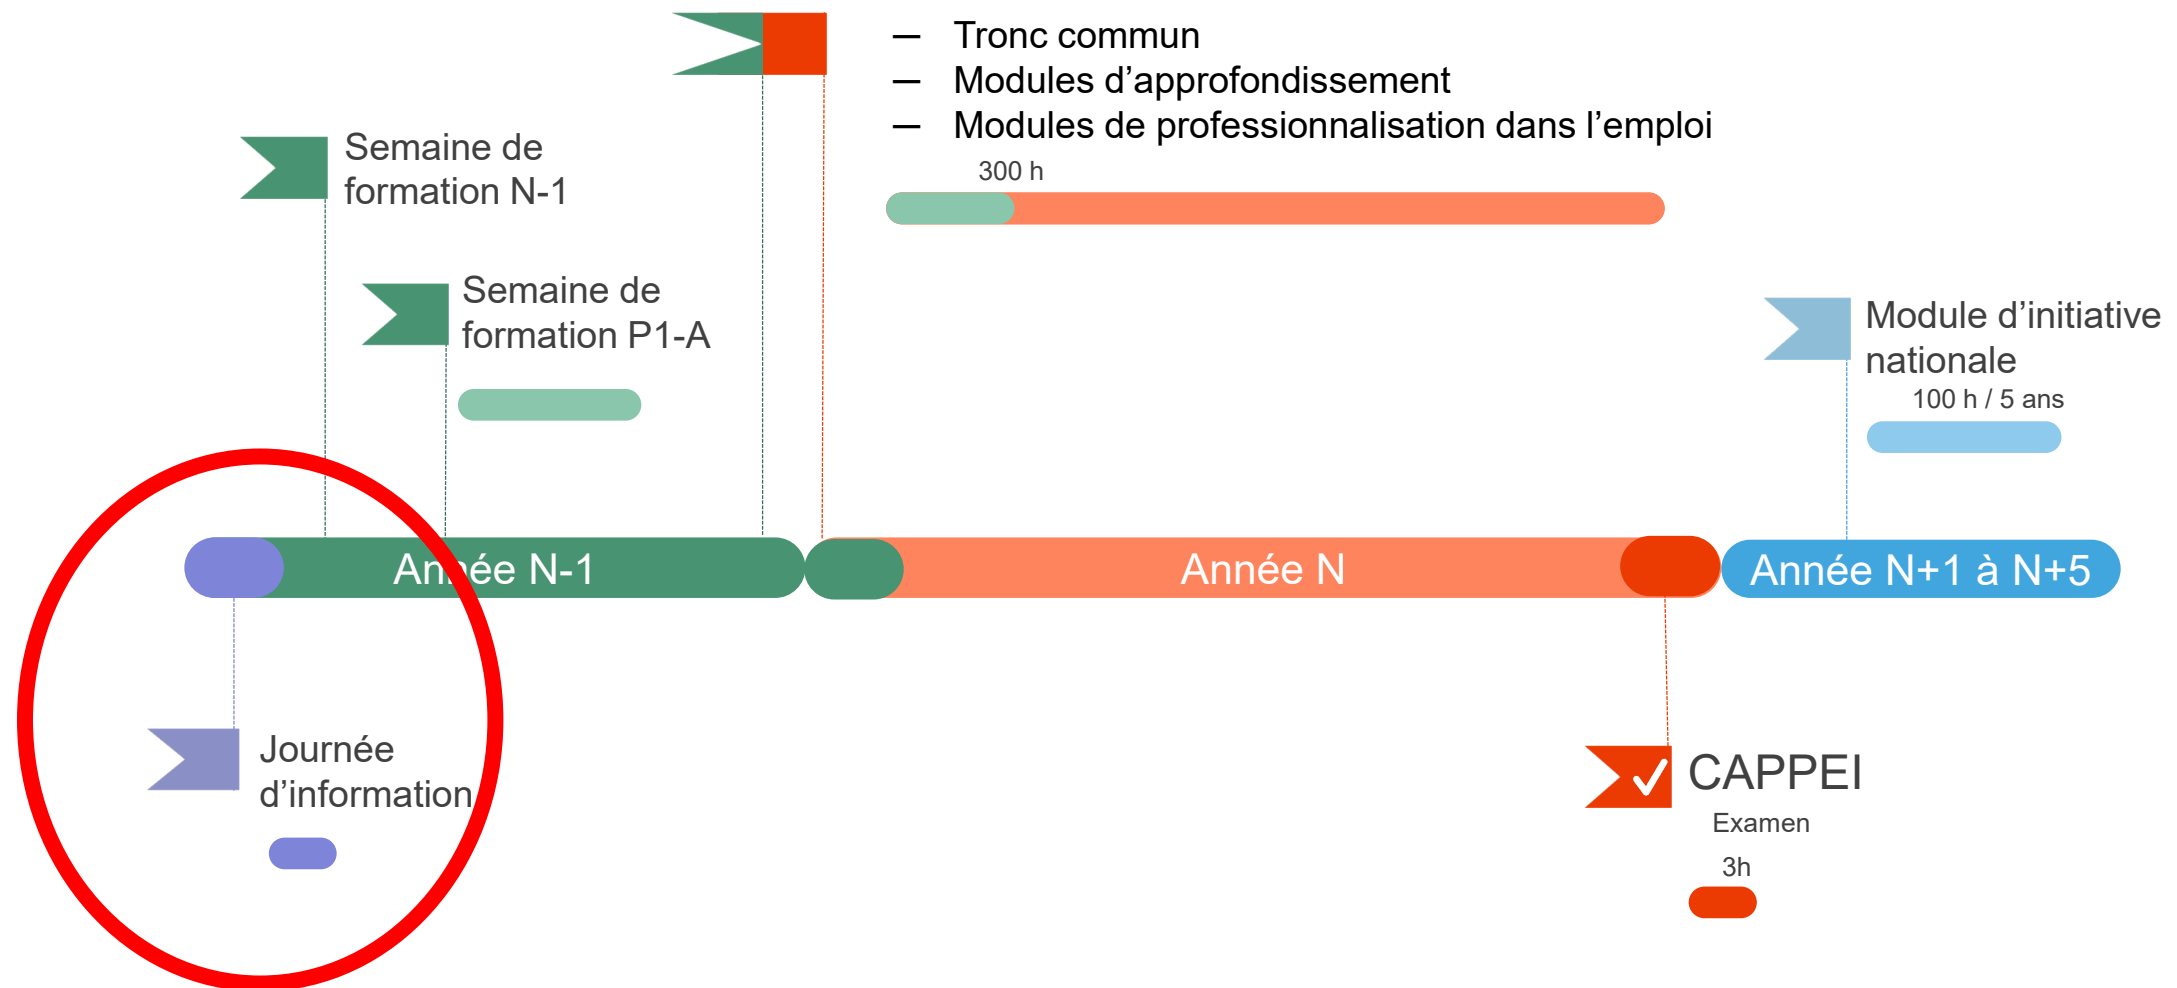 — Tronc commun
— Modules d’approfondissement
— Modules de professionnalisation dans l’emploi
300 h
Semaine de
formation N-1
Semaine de
formation P1-A
Module d’initiative
nationale
100 h / 5 ans
Année N-1
Année N
Année N+1 à N+5
Journée
d’information
CAPPEI
Examen
3h